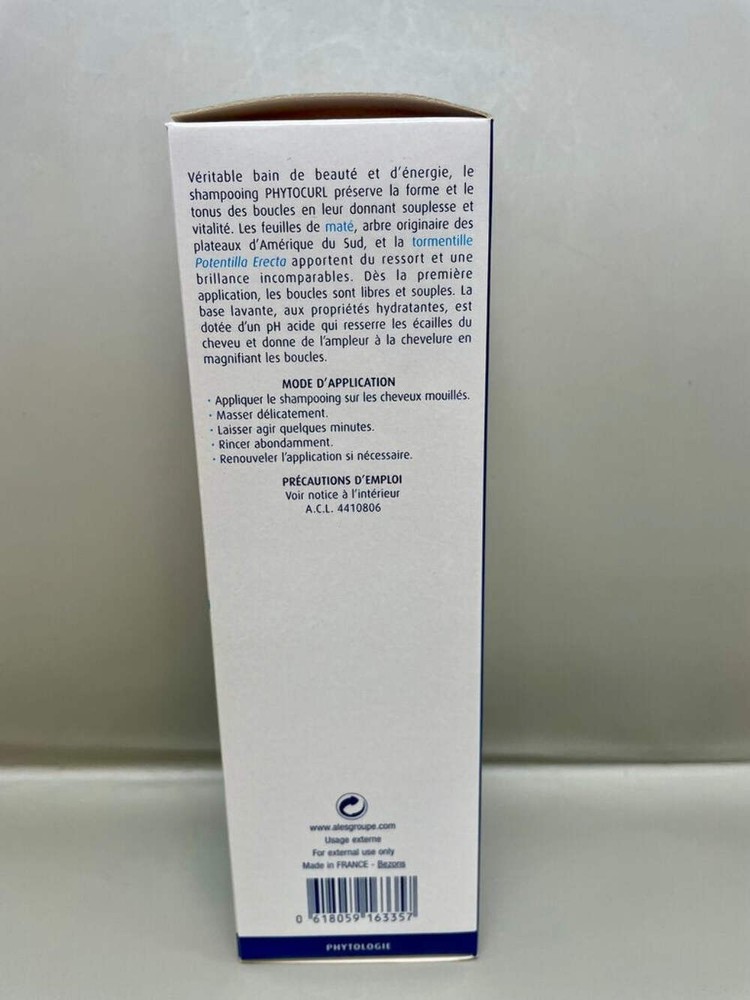 Véritable bain de beauté et d'énergie, le
shampooing PHYTOCURL préserve la forme et le
tonus des boucles en leur donnant souplesse et
vitalité. Les feuilles de maté, arbre originaire des
plateaux d'Amérique du Sud, et la tormentille
Potentilla Erecta apportent du ressort et une
brillance incomparables. Dès la première
application, les boucles sont libres et souples. La
base lavante, aux propriétés hydratantes, est
dotée d'un pH acide qui resserre les écailles du
cheveu et donne de l'ampleur à la chevelure en
magnifiant les boucles.
MODE D'APPLICATION
· Appliquer le shampooing sur les cheveux mouillés.
· Masser délicatement.
· Laisser agir quelques minutes.
· Rincer abondamment.
· Renouveler l'application si nécessaire.
PRÉCAUTIONS D'EMPLOI
Voir notice à l'intérieur
A.C.L. 4410806
www.alesgroupe.com
Usage externe
For external use only
Made in FRANCE - Bezons
0 618059 163357
PHYTOLOGIE